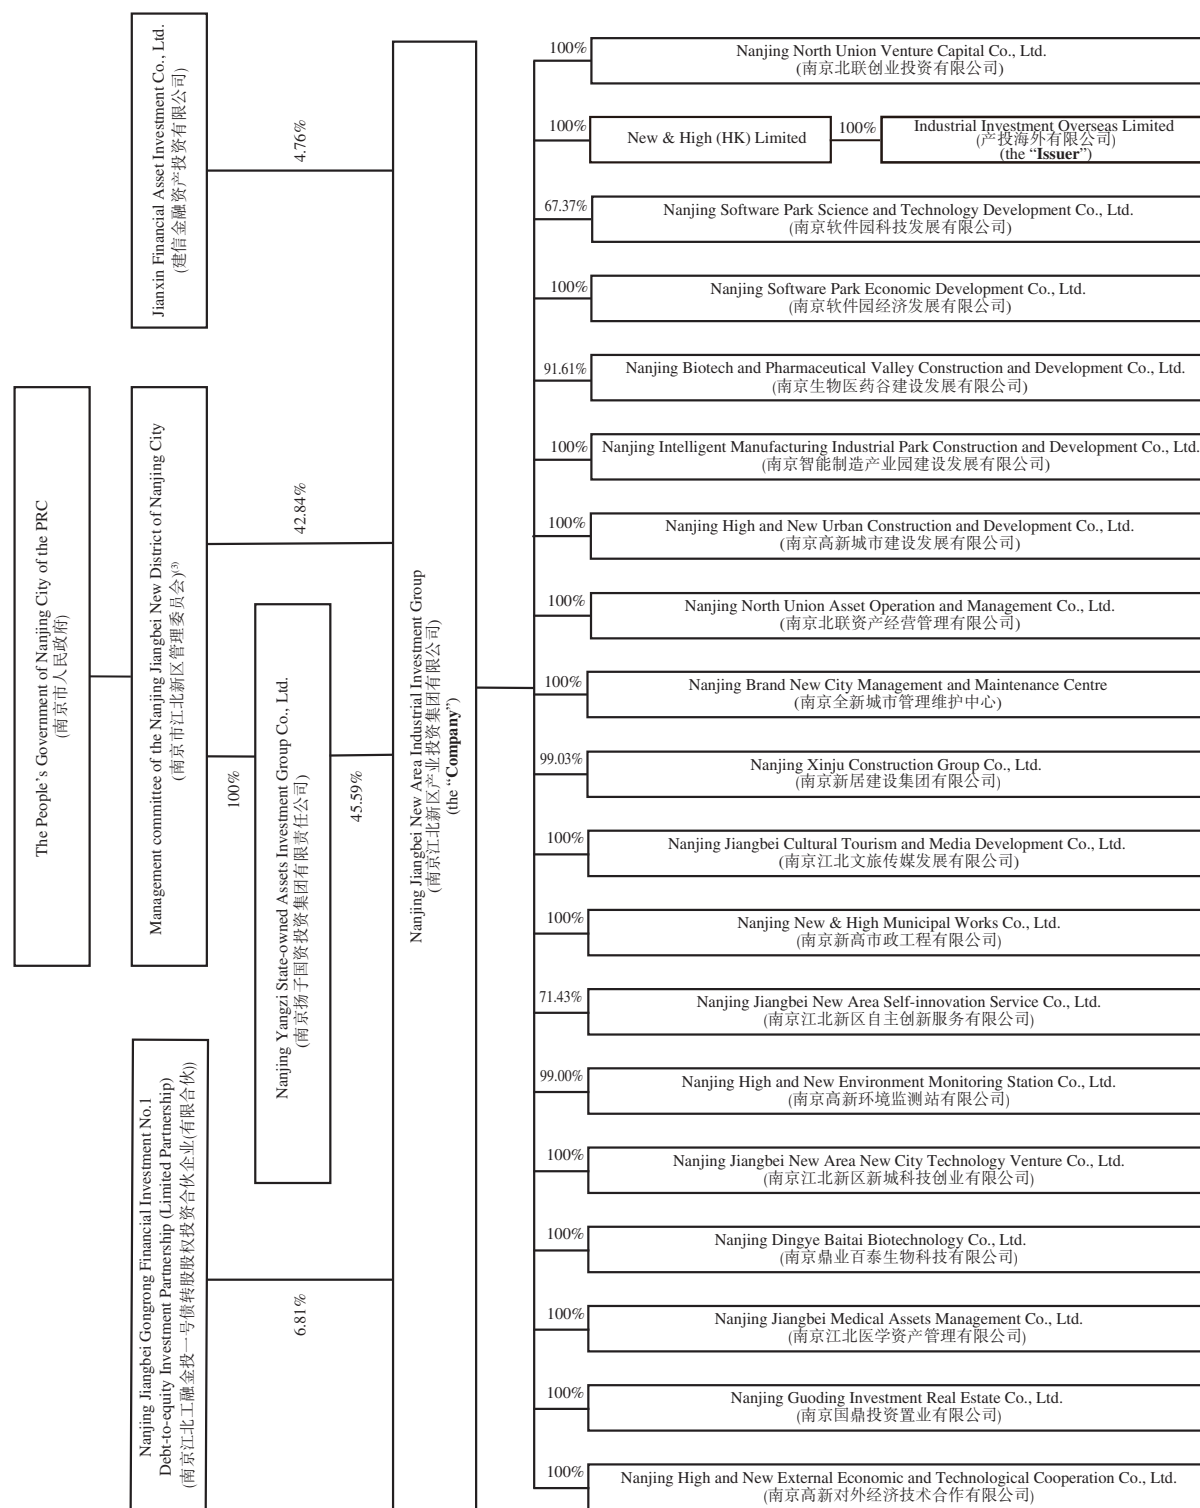 The People's Government of Nanjing City of the PRC
(南京市人民政府)
Jianxin Financial Asset Investment Co., Ltd.
(建信金融资产投资有限公司)
4.76%
Management committee of the Nanjing Jiangbei New District of Nanjing City
(南京市江北新区管理委员会)(3)
42.84%
100%
Nanjing Yangzi State-owned Assets Investment Group Co., Ltd.
(南京扬子国资投资集团有限责任公司)
45.59%
Nanjing Jiangbei Gongrong Financial Investment No.1
Debt-to-equity Investment Partnership (Limited Partnership)
(南京江北工融金投一号债转股股权投资合伙企业(有限合伙))
6.81%
Nanjing Jiangbei New Area Industrial Investment Group
(南京江北新区产业投资集团有限公司)
(the "Company")
100%
Nanjing North Union Venture Capital Co., Ltd.
(南京北联创业投资有限公司)
100%
New & High (HK) Limited
100%
Industrial Investment Overseas Limited
(产投海外有限公司)
(the "Issuer")
67.37%
Nanjing Software Park Science and Technology Development Co., Ltd.
(南京软件园科技发展有限公司)
100%
Nanjing Software Park Economic Development Co., Ltd.
(南京软件园经济发展有限公司)
91.61%
Nanjing Biotech and Pharmaceutical Valley Construction and Development Co., Ltd.
(南京生物医药谷建设发展有限公司)
100%
Nanjing Intelligent Manufacturing Industrial Park Construction and Development Co., Ltd.
(南京智能制造产业园建设发展有限公司)
100%
Nanjing High and New Urban Construction and Development Co., Ltd.
(南京高新城市建设发展有限公司)
100%
Nanjing North Union Asset Operation and Management Co., Ltd.
(南京北联资产经营管理有限公司)
100%
Nanjing Brand New City Management and Maintenance Centre
(南京全新城市管理维护中心)
99.03%
Nanjing Xinju Construction Group Co., Ltd.
(南京新居建设集团有限公司)
100%
Nanjing Jiangbei Cultural Tourism and Media Development Co., Ltd.
(南京江北文旅传媒发展有限公司)
100%
Nanjing New & High Municipal Works Co., Ltd.
(南京新高市政工程有限公司)
71.43%
Nanjing Jiangbei New Area Self-innovation Service Co., Ltd.
(南京江北新区自主创新服务有限公司)
99.00%
Nanjing High and New Environment Monitoring Station Co., Ltd.
(南京高新环境监测站有限公司)
100%
Nanjing Jiangbei New Area New City Technology Venture Co., Ltd.
(南京江北新区新城科技创业有限公司)
100%
Nanjing Dingye Baitai Biotechnology Co., Ltd.
(南京鼎业百泰生物科技有限公司)
100%
Nanjing Jiangbei Medical Assets Management Co., Ltd.
(南京江北医学资产管理有限公司)
100%
Nanjing Guoding Investment Real Estate Co., Ltd.
(南京国鼎投资置业有限公司)
100%
Nanjing High and New External Economic and Technological Cooperation Co., Ltd.
(南京高新对外经济技术合作有限公司)